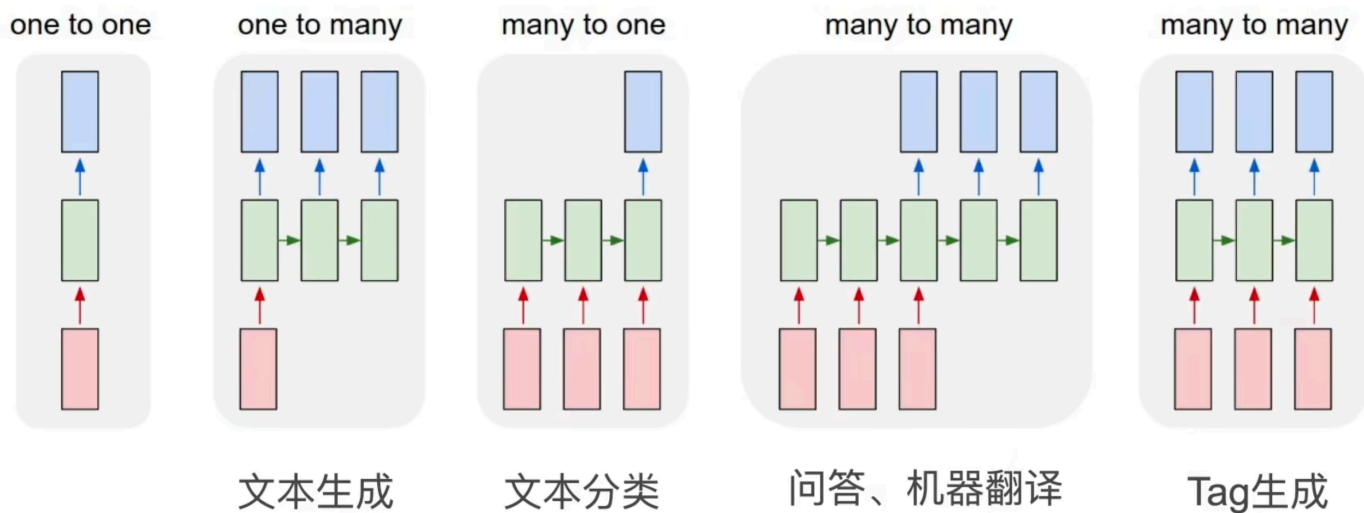 one to one
one to many
many to one
many to many
many to many
文本生成
文本分类
问答、机器翻译
Tag生成